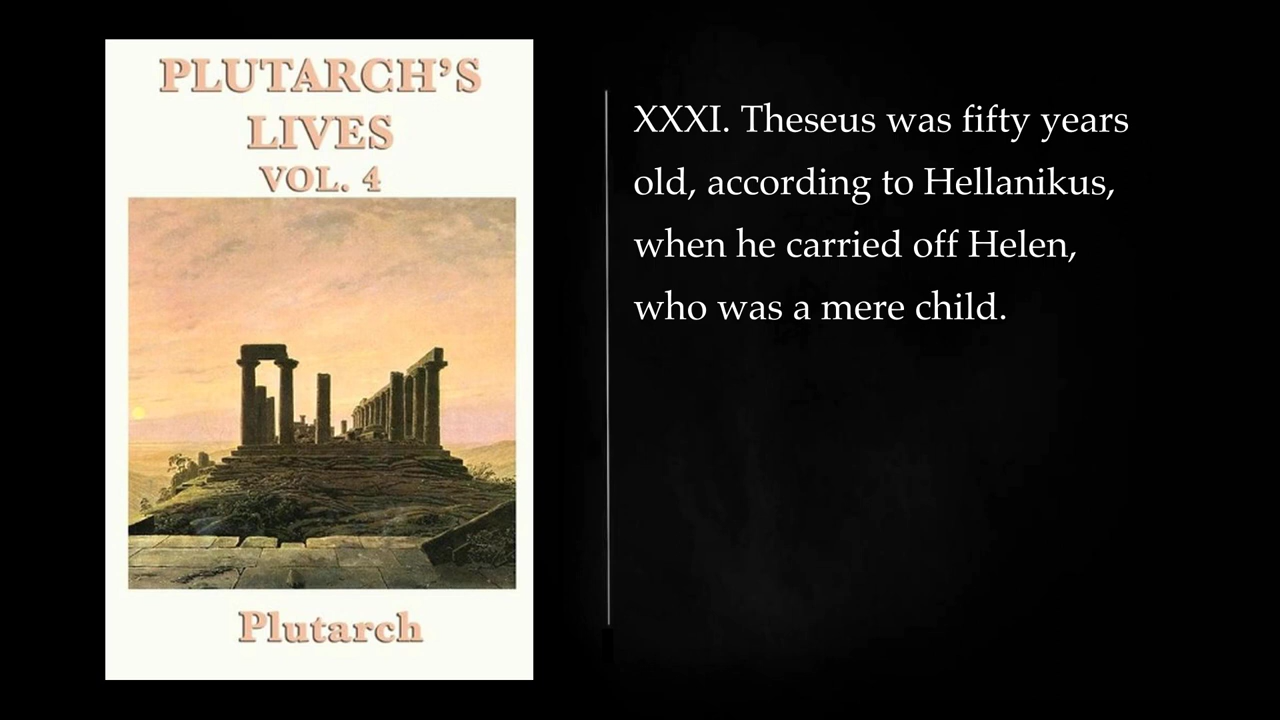 PLUTARCH'S
LIVES
VOL. 4
Plutarch
XXXI. Theseus was fifty years
old, according to Hellanikus,
when he carried off Helen,
who was a mere child.